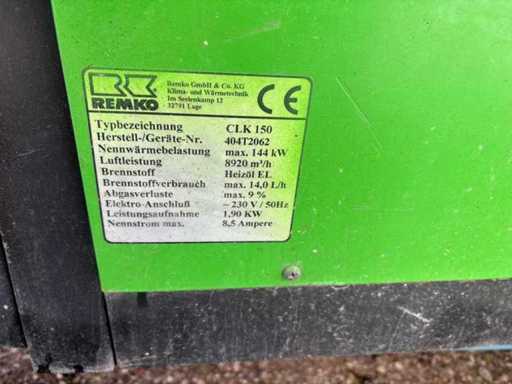 REMKO
Remko GmbH & Co. KG
Klima- und Wärmetechnik
Im Seelenkamp 12
32791 Lage
CE
Typbezeichnung CLK 150
Herstell-/Geräte-Nr. 404T2062
Nennwärmebelastung max. 144 kW
Luftleistung 8920 m³/h
Brennstoff Heizöl EL
Brennstoffverbrauch max. 14,0 L/h
Abgasverluste max. 9 %
Elektro-Anschluß ~ 230 V / 50Hz
Leistungsaufnahme 1,90 KW
Nennstrom max. 8,5 Ampere